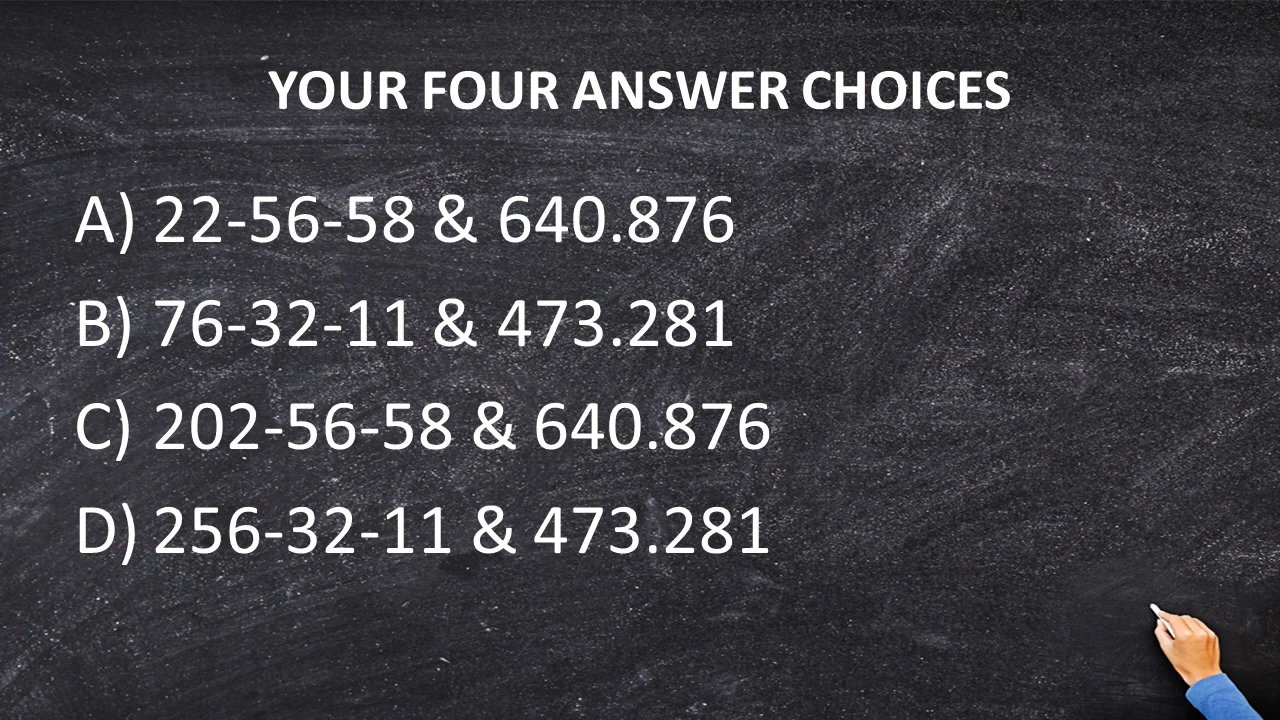 YOUR FOUR ANSWER CHOICES
A) 22-56-58 & 640.876
B) 76-32-11 & 473.281
C) 202-56-58 & 640.876
D) 256-32-11 & 473.281